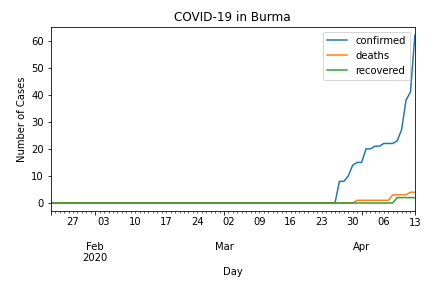 COVID-19 in Burma
Number of Cases
60
50
40
30
20
10
0
confirmed
deaths
recovered
27 03 10 17 24 02 09 16 23 30 06 13
Feb Mar Apr
2020
Day